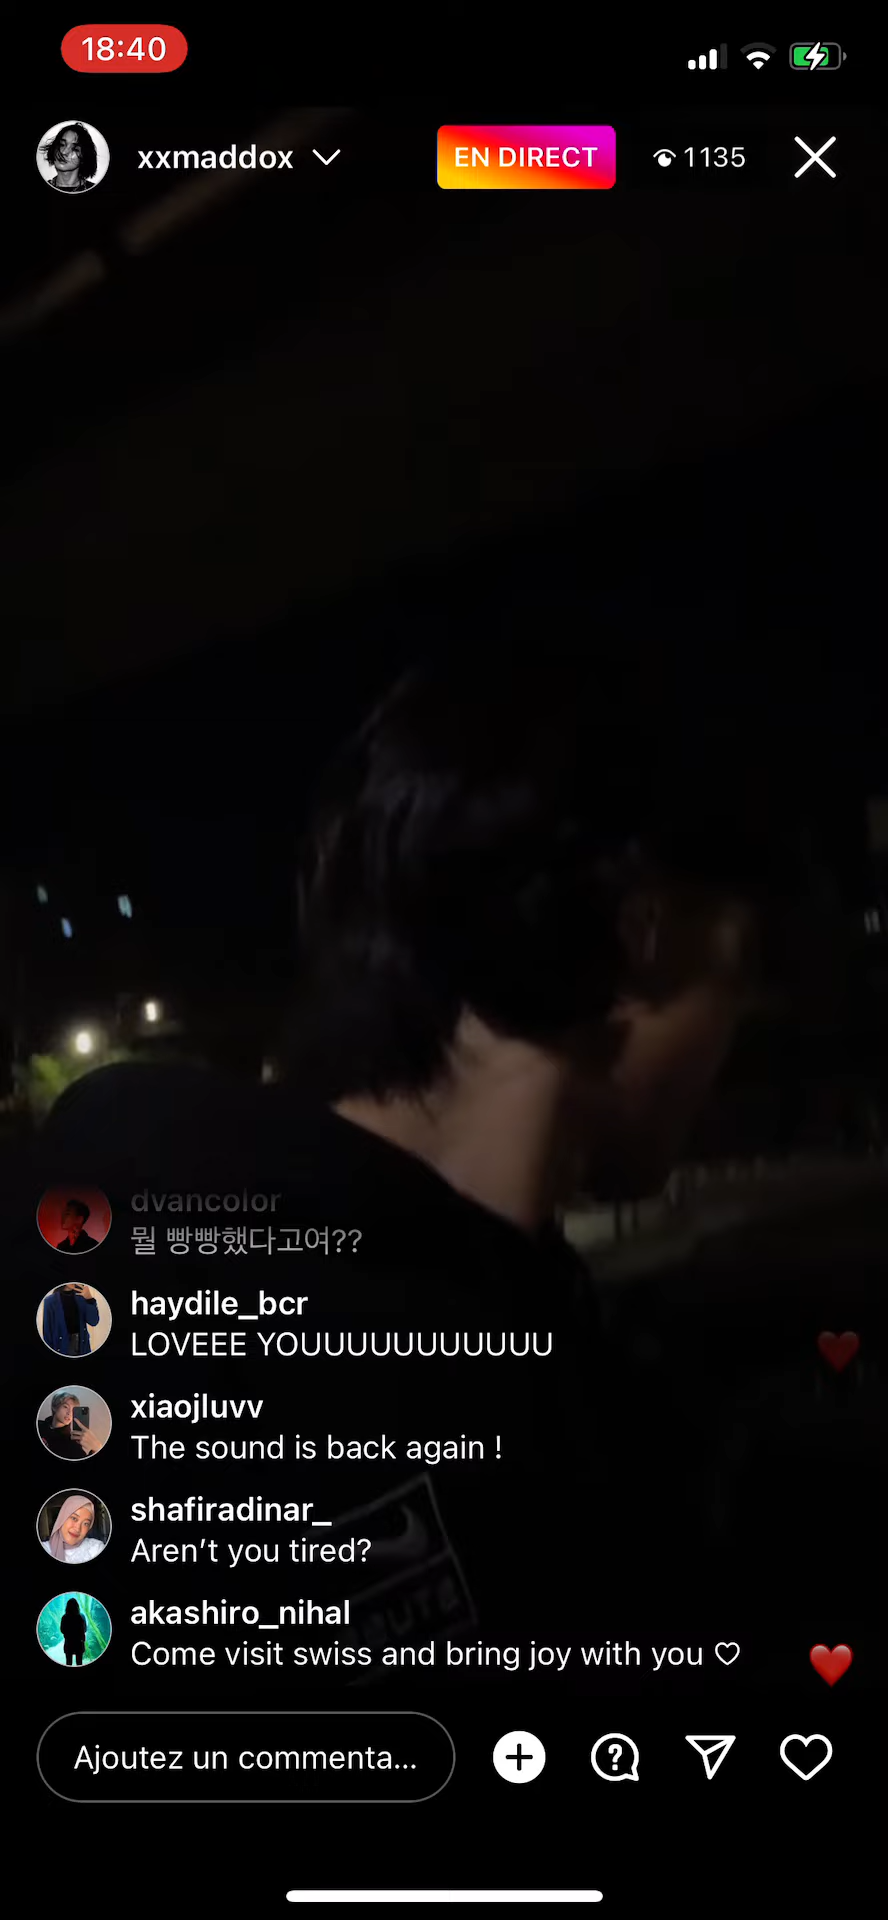 18:40
xxmaddox
EN DIRECT
1135
dvancolor
뭘 빵빵했다고여??
haydile_bcr
LOVEEE YOUUUUUUUUUUU
xiaojluvv
The sound is back again !
shafiradinar_
Aren’t you tired?
akashiro_nihal
Come visit swiss and bring joy with you ♡
Ajoutez un commenta...